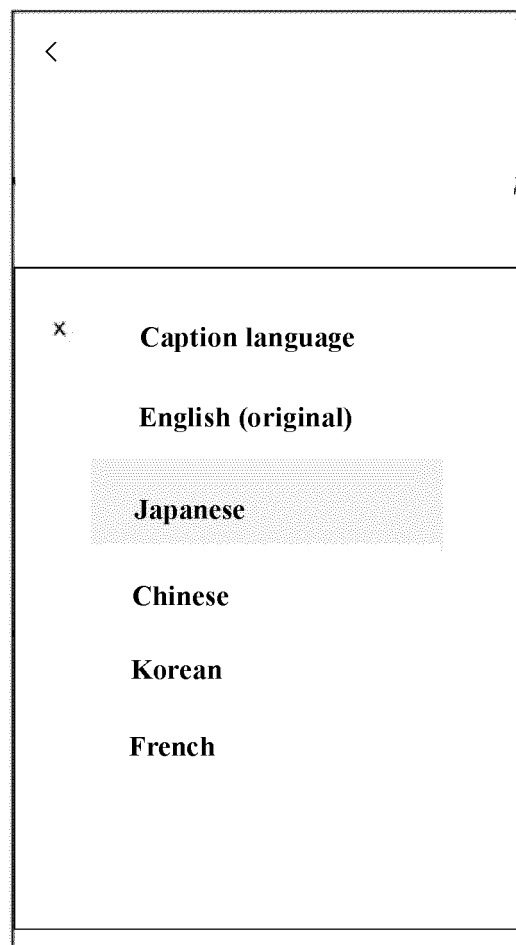 Caption language
English (original)
Japanese
Chinese
Korean
French